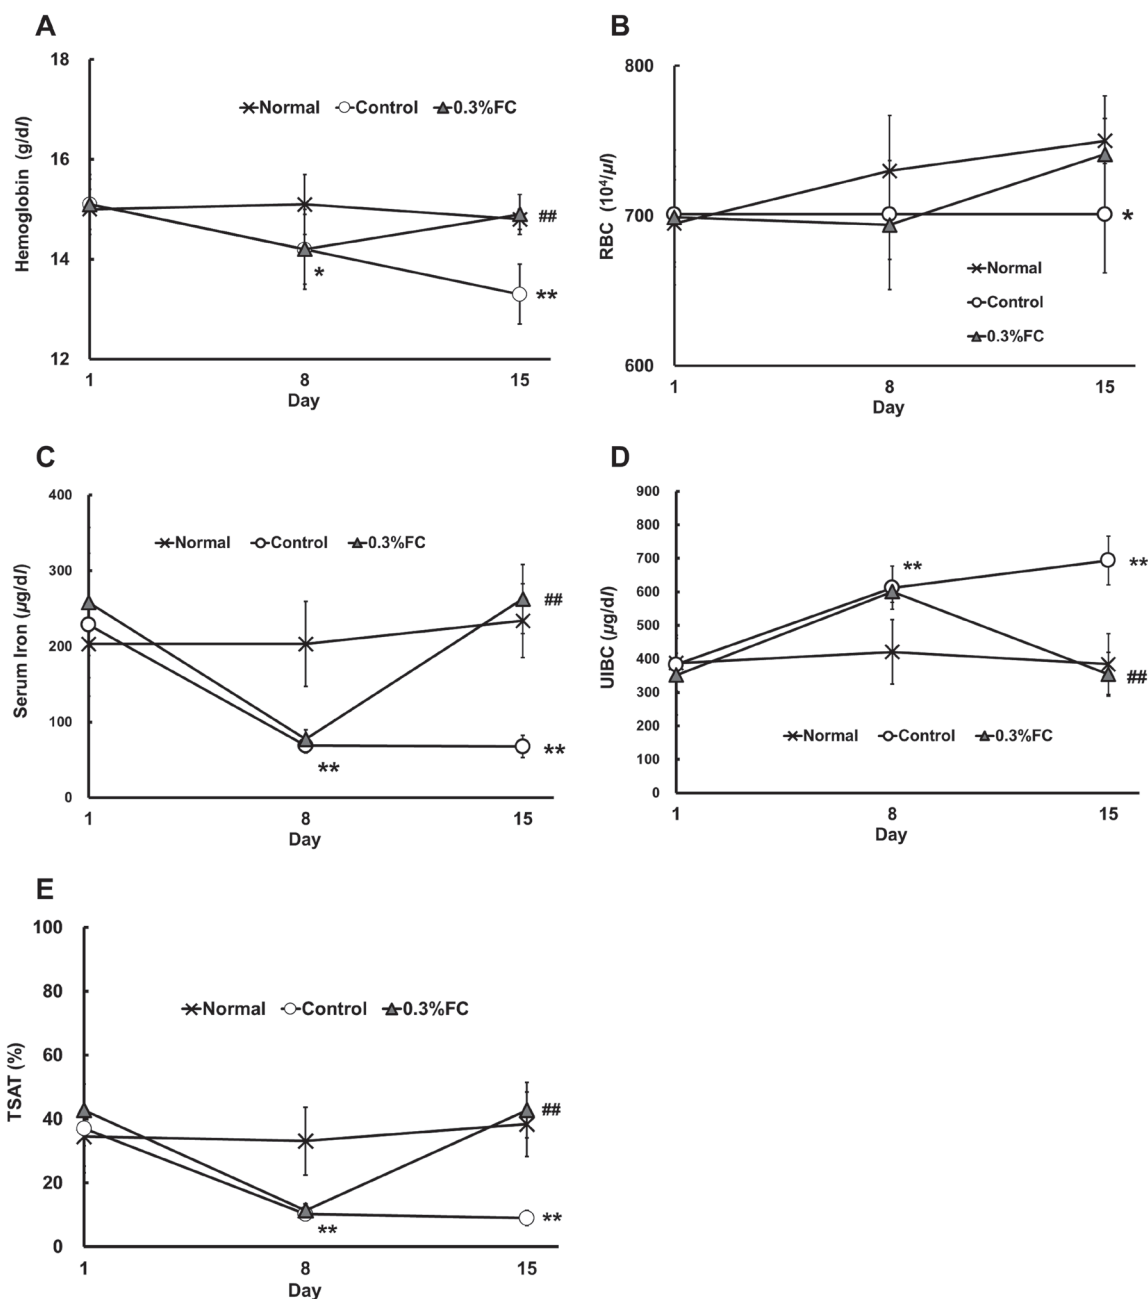 A
Hemoglobin (g/dl)
18
16
14
12
Normal Control 0.3%FC
##
*
**
1 8 15
Day
B
RBC (10⁴/µl)
800
700
600
*
Normal
Control
0.3%FC
1 8 15
Day
C
Serum Iron (µg/dl)
400
300
200
100
0
Normal Control 0.3%FC
##
**
**
1 8 15
Day
D
UIBC (µg/dl)
900
800
700
600
500
400
300
200
100
0
**
**
##
Normal Control 0.3%FC
1 8 15
Day
E
TSAT (%)
100
80
60
40
20
0
Normal Control 0.3%FC
##
**
**
1 8 15
Day